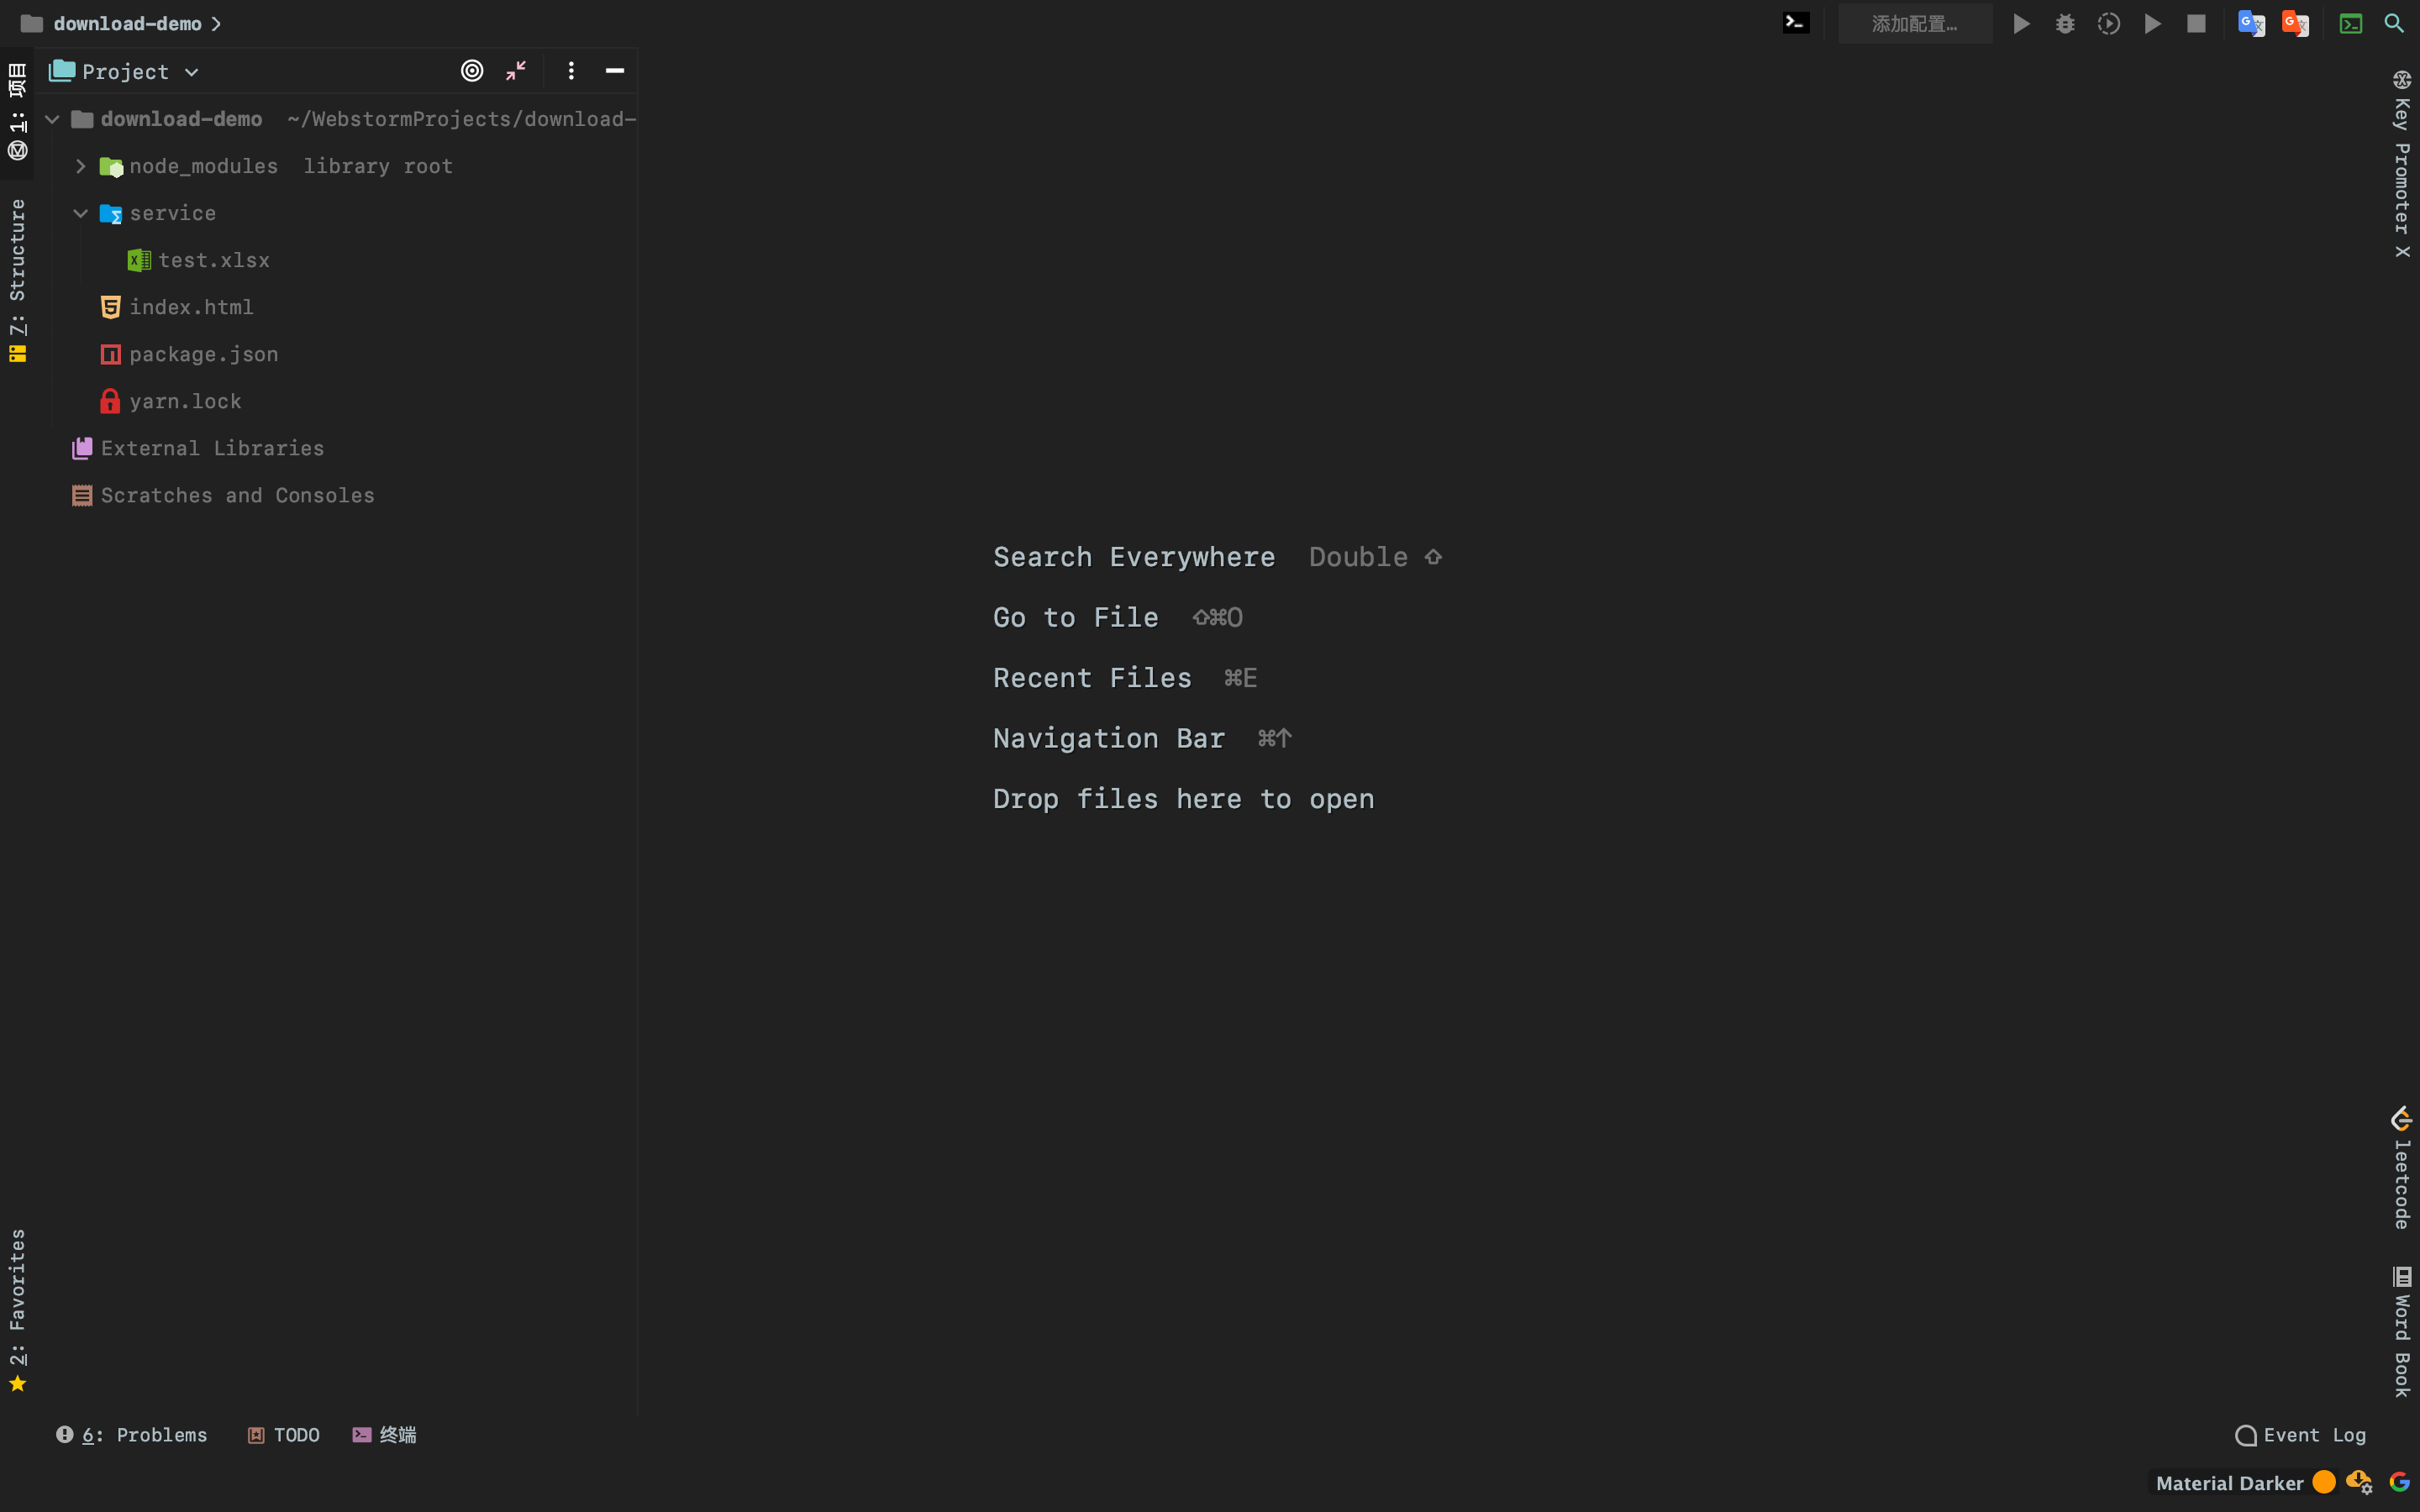 download-demo
添加配置...
Project
download-demo ~/WebstormProjects/download-
node_modules library root
service
test.xlsx
index.html
package.json
yarn.lock
External Libraries
Scratches and Consoles
1: 项目
7: Structure
2: Favorites
Search Everywhere Double ⇧
Go to File ⇧⌘O
Recent Files ⌘E
Navigation Bar ⌘↑
Drop files here to open
Key Promoter X
leetcode
Word Book
6: Problems
TODO
终端
Event Log
Material Darker